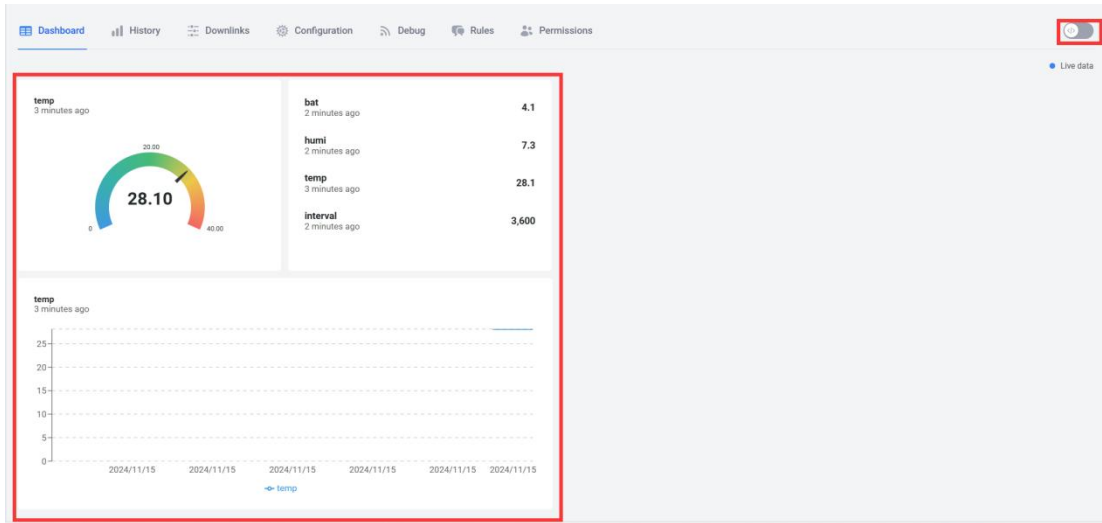 Dashboard History Downlinks Configuration Debug Rules Permissions
Live data
temp
3 minutes ago
20.00
28.10
0
40.00
bat 4.1
2 minutes ago
humi 7.3
2 minutes ago
temp 28.1
3 minutes ago
interval 3,600
2 minutes ago
temp
3 minutes ago
25
20
15
10
5
0
2024/11/15 2024/11/15 2024/11/15 2024/11/15 2024/11/15 2024/11/15
temp